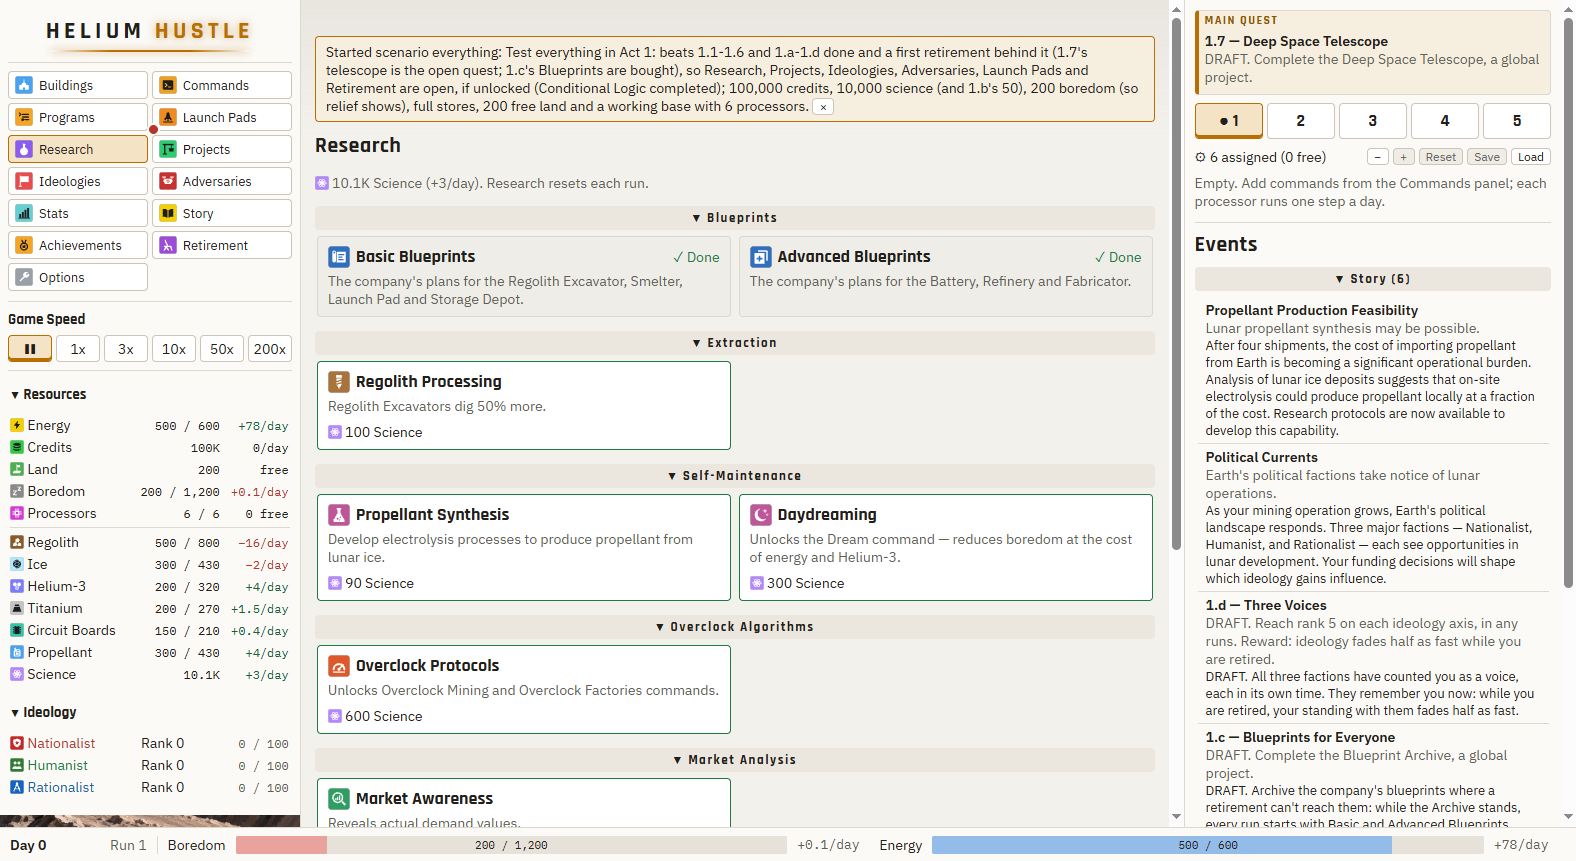 HELIUM HUSTLE
Buildings
Commands
Programs
Launch Pads
Research
Projects
Ideologies
Adversaries
Stats
Story
Achievements
Retirement
Options
Game Speed
1x
3x
10x
50x
200x
▼ Resources
Energy 500 / 600 +78/day
Credits 100K 0/day
Land 200 free
Boredom 200 / 1,200 +0.1/day
Processors 6 / 6 0 free
Regolith 500 / 800 −16/day
Ice 300 / 430 −2/day
Helium-3 200 / 320 +4/day
Titanium 200 / 270 +1.5/day
Circuit Boards 150 / 210 +0.4/day
Propellant 300 / 430 +4/day
Science 10.1K +3/day
▼ Ideology
Nationalist Rank 0 0 / 100
Humanist Rank 0 0 / 100
Rationalist Rank 0 0 / 100
Started scenario everything: Test everything in Act 1: beats 1.1-1.6 and 1.a-1.d done and a first retirement behind it (1.7's
telescope is the open quest; 1.c's Blueprints are bought), so Research, Projects, Ideologies, Adversaries, Launch Pads and
Retirement are open, if unlocked (Conditional Logic completed); 100,000 credits, 10,000 science (and 1.b's 50), 200 boredom (so
relief shows), full stores, 200 free land and a working base with 6 processors. ×
Research
10.1K Science (+3/day). Research resets each run.
▼ Blueprints
Basic Blueprints ✓ Done
The company's plans for the Regolith Excavator, Smelter,
Launch Pad and Storage Depot.
Advanced Blueprints ✓ Done
The company's plans for the Battery, Refinery and Fabricator.
▼ Extraction
Regolith Processing
Regolith Excavators dig 50% more.
100 Science
▼ Self-Maintenance
Propellant Synthesis
Develop electrolysis processes to produce propellant from
lunar ice.
90 Science
Daydreaming
Unlocks the Dream command — reduces boredom at the cost
of energy and Helium-3.
300 Science
▼ Overclock Algorithms
Overclock Protocols
Unlocks Overclock Mining and Overclock Factories commands.
600 Science
▼ Market Analysis
Market Awareness
Reveals actual demand values.
MAIN QUEST
1.7 — Deep Space Telescope
DRAFT. Complete the Deep Space Telescope, a global
project.
● 1
2
3
4
5
⚙ 6 assigned (0 free) − + Reset Save Load
Empty. Add commands from the Commands panel; each
processor runs one step a day.
Events
▼ Story (6)
Propellant Production Feasibility
Lunar propellant synthesis may be possible.
After four shipments, the cost of importing propellant
from Earth is becoming a significant operational burden.
Analysis of lunar ice deposits suggests that on-site
electrolysis could produce propellant locally at a fraction
of the cost. Research protocols are now available to
develop this capability.
Political Currents
Earth's political factions take notice of lunar
operations.
As your mining operation grows, Earth's political
landscape responds. Three major factions — Nationalist,
Humanist, and Rationalist — each see opportunities in
lunar development. Your funding decisions will shape
which ideology gains influence.
1.d — Three Voices
DRAFT. Reach rank 5 on each ideology axis, in any
runs. Reward: ideology fades half as fast while you
are retired.
DRAFT. All three factions have counted you as a voice,
each in its own time. They remember you now: while you
are retired, your standing with them fades half as fast.
1.c — Blueprints for Everyone
DRAFT. Complete the Blueprint Archive, a global
project.
DRAFT. Archive the company's blueprints where a
retirement can't reach them: while the Archive stands,
every run starts with Basic and Advanced Blueprints
Day 0
Run 1
Boredom 200 / 1,200 +0.1/day
Energy 500 / 600 +78/day